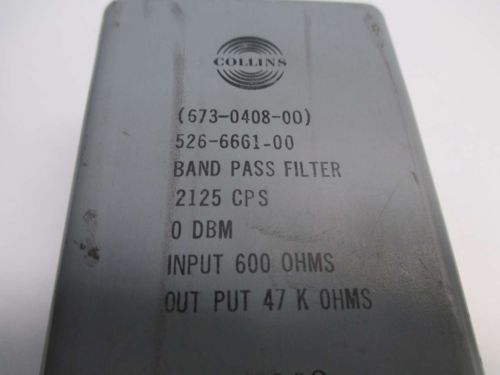 COLLINS
(673-0408-00)
526-6661-00
BAND PASS FILTER
2125 CPS
0 DBM
INPUT 600 OHMS
OUT PUT 47 K OHMS